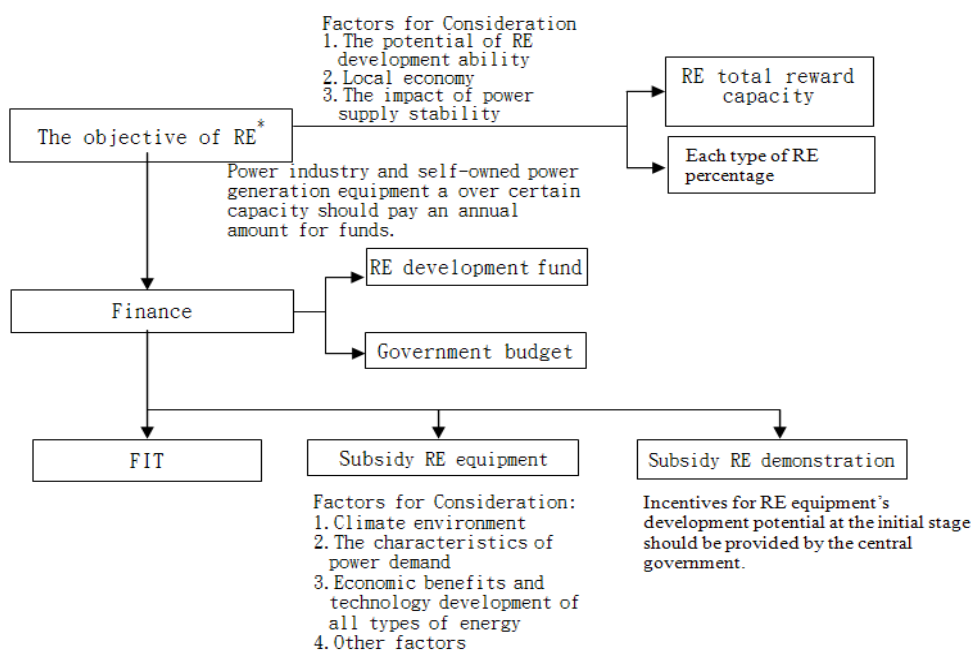 Factors for Consideration
1. The potential of RE
development ability
2. Local economy
3. The impact of power
supply stability
RE total reward
capacity
The objective of RE*
Each type of RE
percentage
Power industry and self-owned power
generation equipment a over certain
capacity should pay an annual
amount for funds.
RE development fund
Finance
Government budget
FIT
Subsidy RE equipment
Subsidy RE demonstration
Factors for Consideration:
1. Climate environment
2. The characteristics of
power demand
3. Economic benefits and
technology development of
all types of energy
4. Other factors
Incentives for RE equipment’s
development potential at the initial stage
should be provided by the central
government.